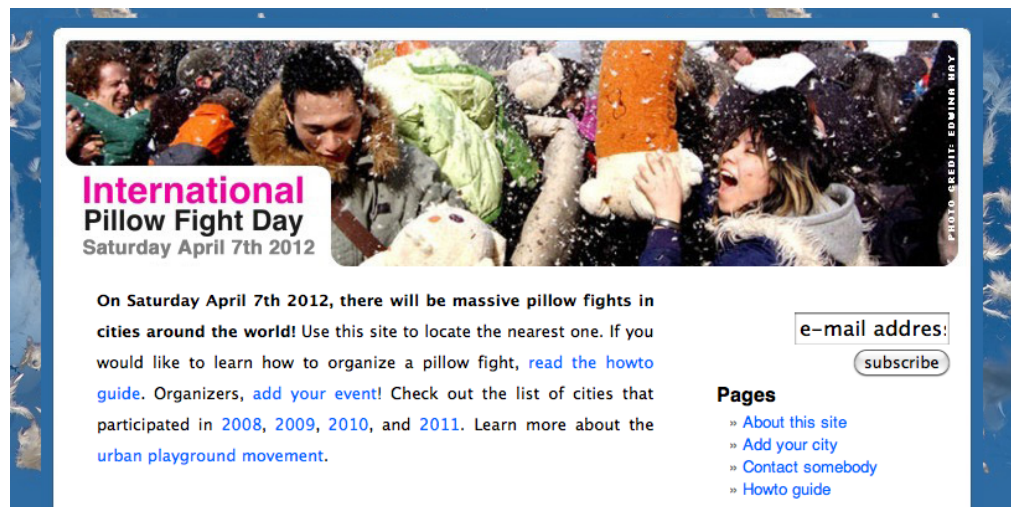 PHOTO CREDIT: EDWINA HAY
International
Pillow Fight Day
Saturday April 7th 2012
On Saturday April 7th 2012, there will be massive pillow fights in
cities around the world! Use this site to locate the nearest one. If you
would like to learn how to organize a pillow fight, read the howto
guide. Organizers, add your event! Check out the list of cities that
participated in 2008, 2009, 2010, and 2011. Learn more about the
urban playground movement.
e-mail address
subscribe
Pages
» About this site
» Add your city
» Contact somebody
» Howto guide